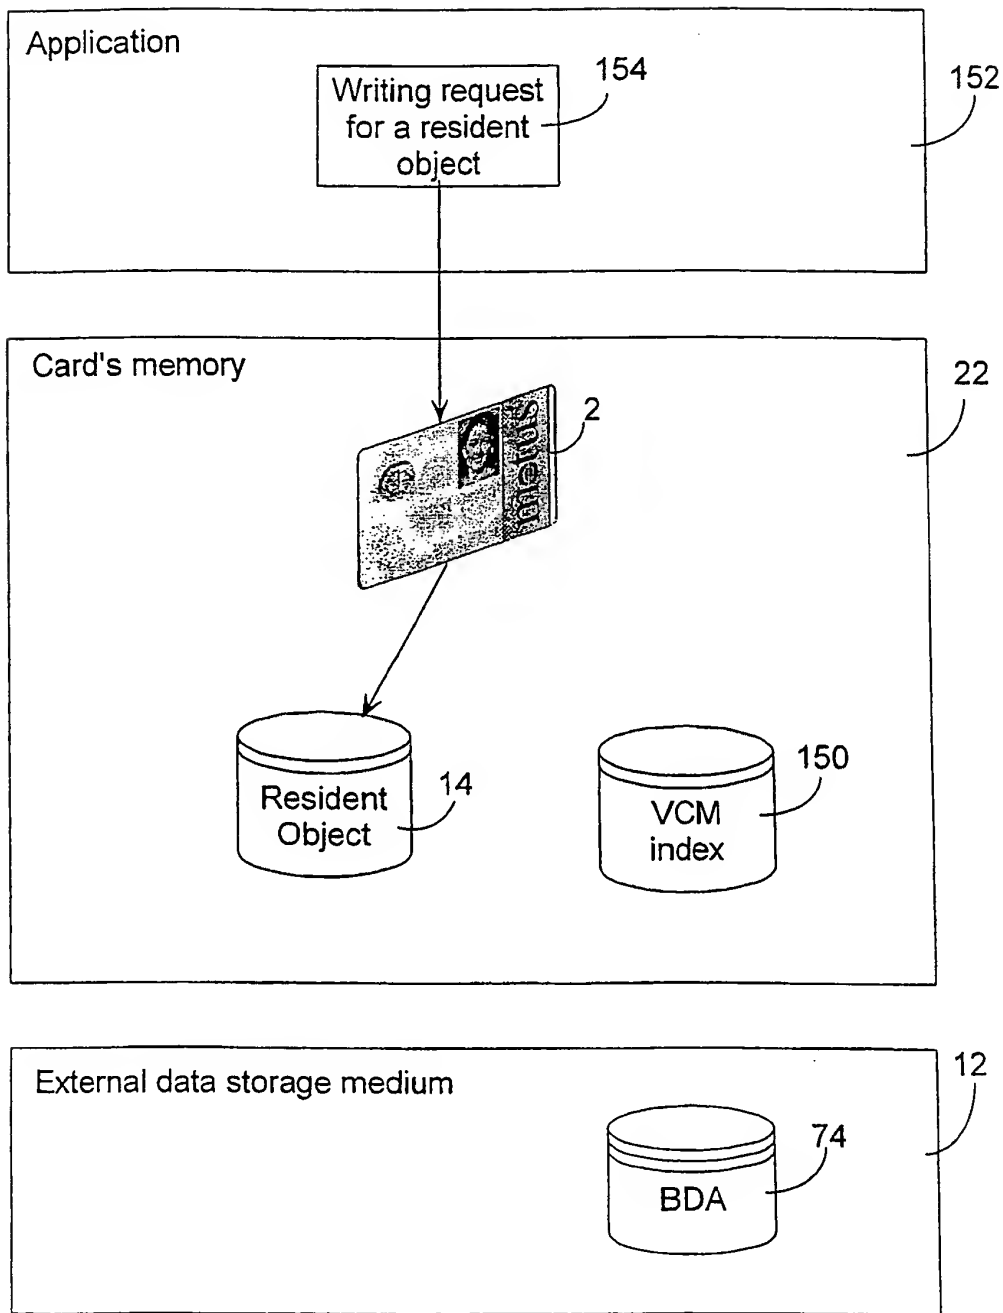 Application
154
152
Writing request
for a resident
object
Card's memory
22
2
metus
Resident
Object
14
VCM
index
150
External data storage medium
12
74
BDA